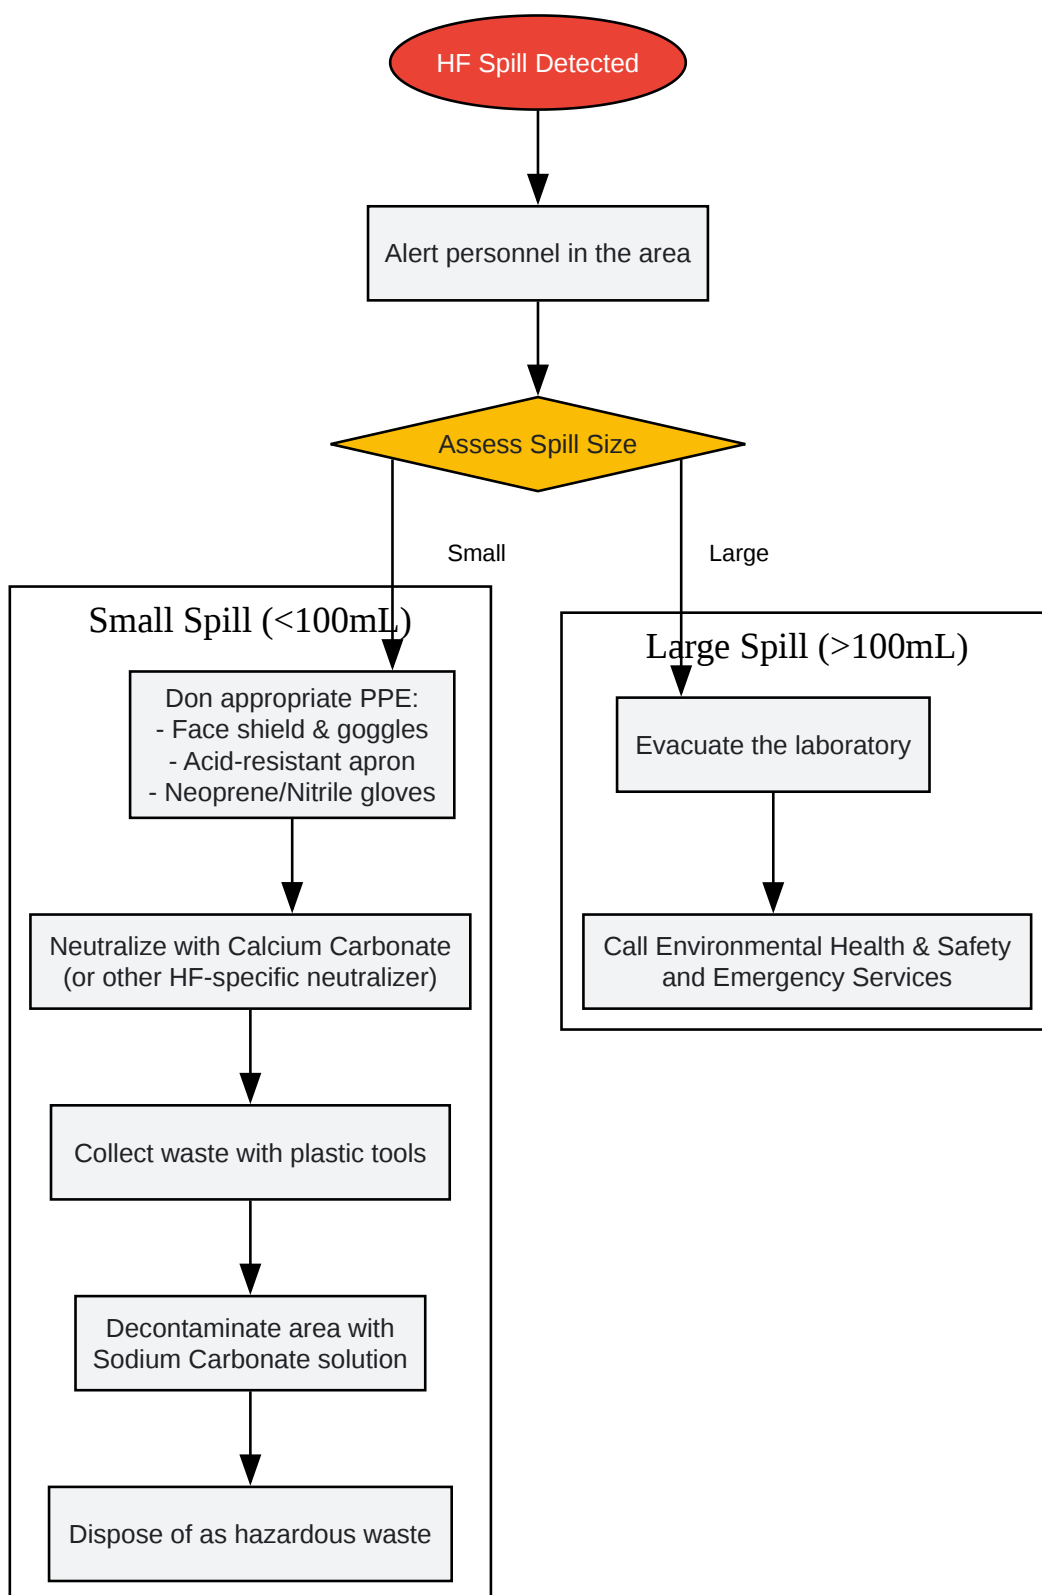 HF Spill Detected
Alert personnel in the area
Assess Spill Size
Small
Large
Small Spill (<100mL)
Don appropriate PPE:
- Face shield & goggles
- Acid-resistant apron
- Neoprene/Nitrile gloves
Neutralize with Calcium Carbonate
(or other HF-specific neutralizer)
Collect waste with plastic tools
Decontaminate area with
Sodium Carbonate solution
Dispose of as hazardous waste
Large Spill (>100mL)
Evacuate the laboratory
Call Environmental Health & Safety
and Emergency Services